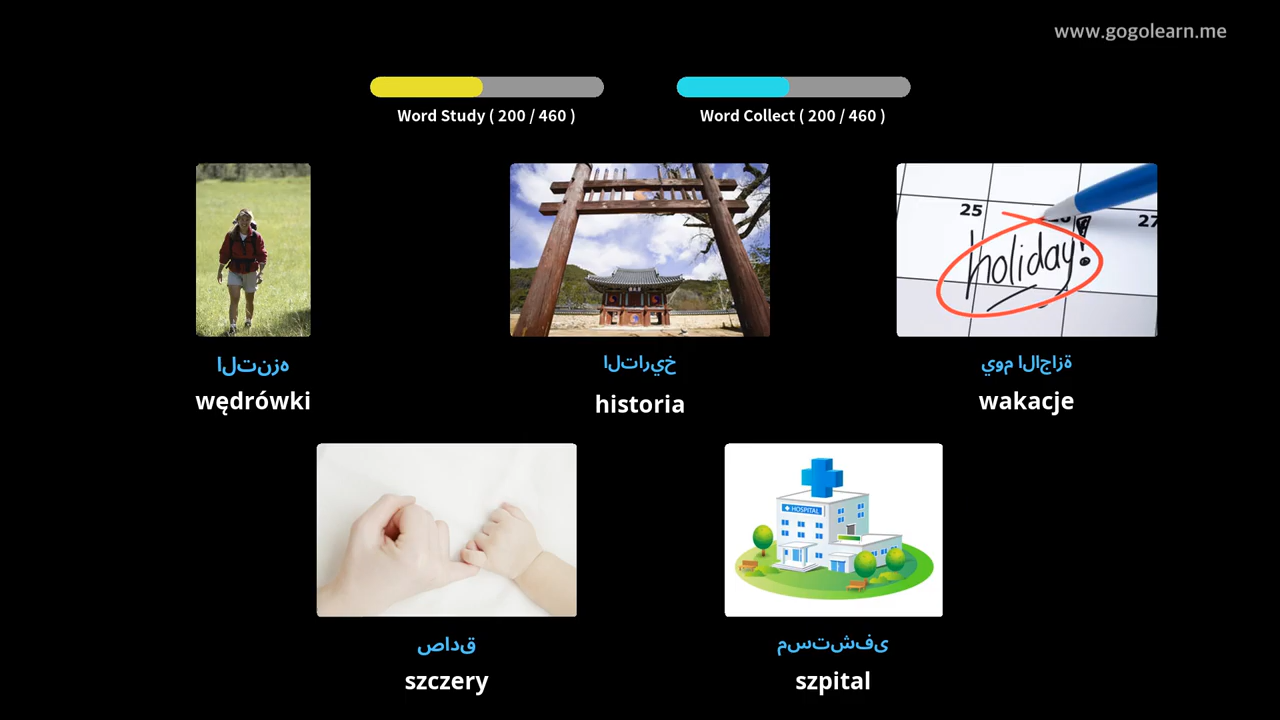 www.gogolearn.me
Word Study ( 200 / 460 )
Word Collect ( 200 / 460 )
التنزه
wędrówki
التاريخ
historia
25
26
27
holiday!
يوم الاجازة
wakacje
HOSPITAL
صادق
szczery
مستشفى
szpital